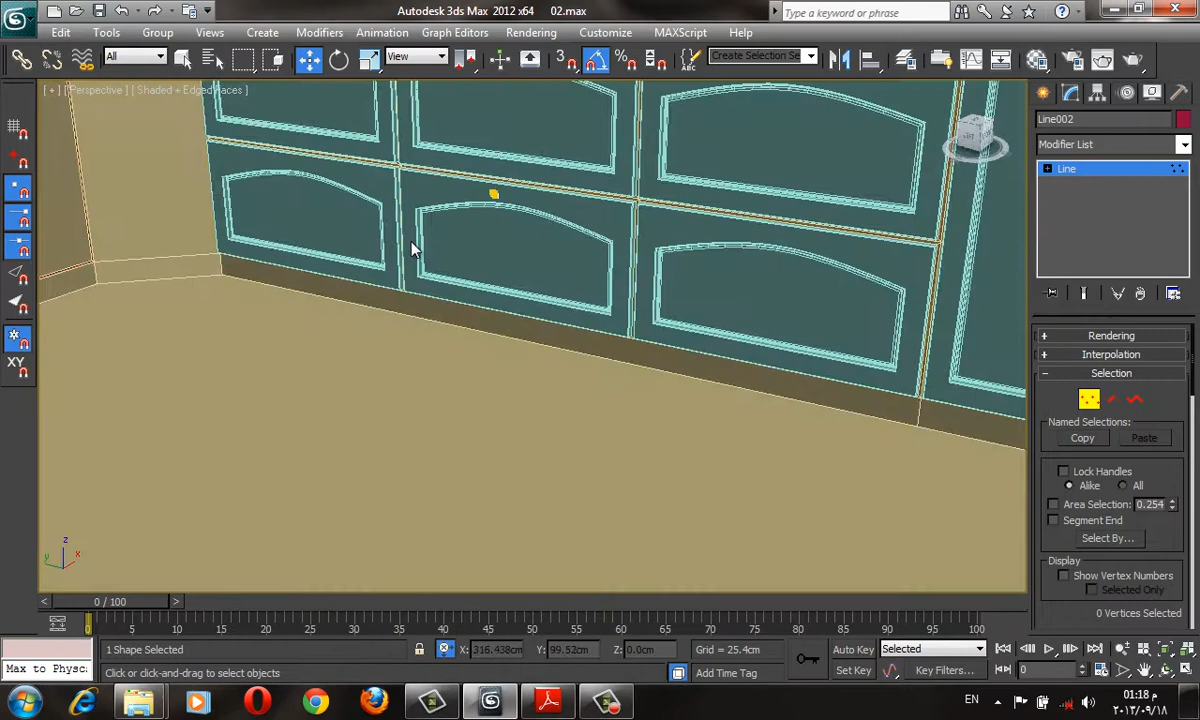 Autodesk 3ds Max 2012 x64 02.max
Type a keyword or phrase
Edit Tools Group Views Create Modifiers Animation Graph Editors Rendering Customize MAXScript Help
All View Create Selection Se
[ + ] [Perspective ] [ Shaded + Edged Faces ]
Line002
Modifier List
Line
XY
Rendering
Interpolation
Selection
Named Selections:
Copy Paste
Lock Handles
Alike All
Area Selection: 0.254
Segment End
Select By...
Display
Show Vertex Numbers
Selected Only
0 Vertices Selected
z
y x
0 / 100
0 5 10 15 20 25 30 35 40 45 50 55 60 65 70 75 80 85 90 95 100
1 Shape Selected X: 316.438cm Y: 99.52cm Z: 0.0cm Grid = 25.4cm Auto Key Selected
Max to Physc Click or click-and-drag to select objects Add Time Tag Set Key Key Filters... 0
EN 01:18 م
٢٠١٣/٠٩/١٨